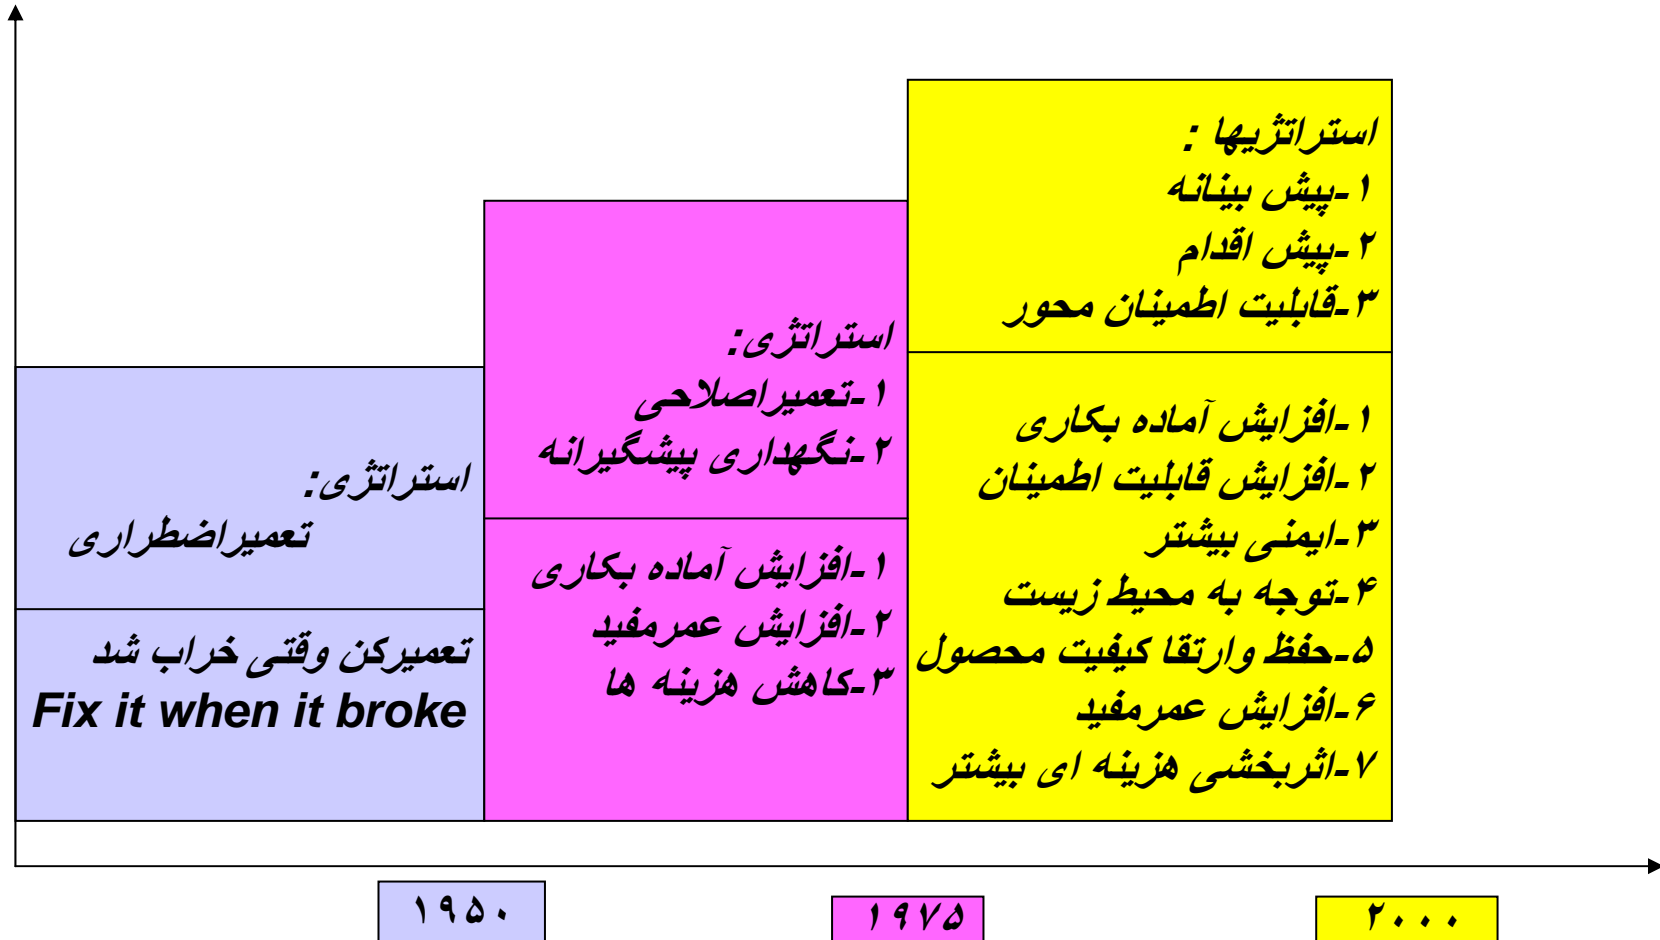 استراتژی:
تعمیراضطراری
تعمیرکن وقتی خراب شد
Fix it when it broke
استراتژی:
۱-تعمیراصلاحی
۲-نگهداری پیشگیرانه
۱-افزایش آماده بکاری
۲-افزایش عمرمفید
۳-کاهش هزینه ها
استراتژیها :
۱-پیش بینانه
۲-پیش اقدام
۳-قابلیت اطمینان محور
۱-افزایش آماده بکاری
۲-افزایش قابلیت اطمینان
۳-ایمنی بیشتر
۴-توجه به محیط زیست
۵-حفظ وارتقا کیفیت محصول
۶-افزایش عمرمفید
۷-اثربخشی هزینه ای بیشتر
۱۹۵۰
۱۹۷۵
۲۰۰۰